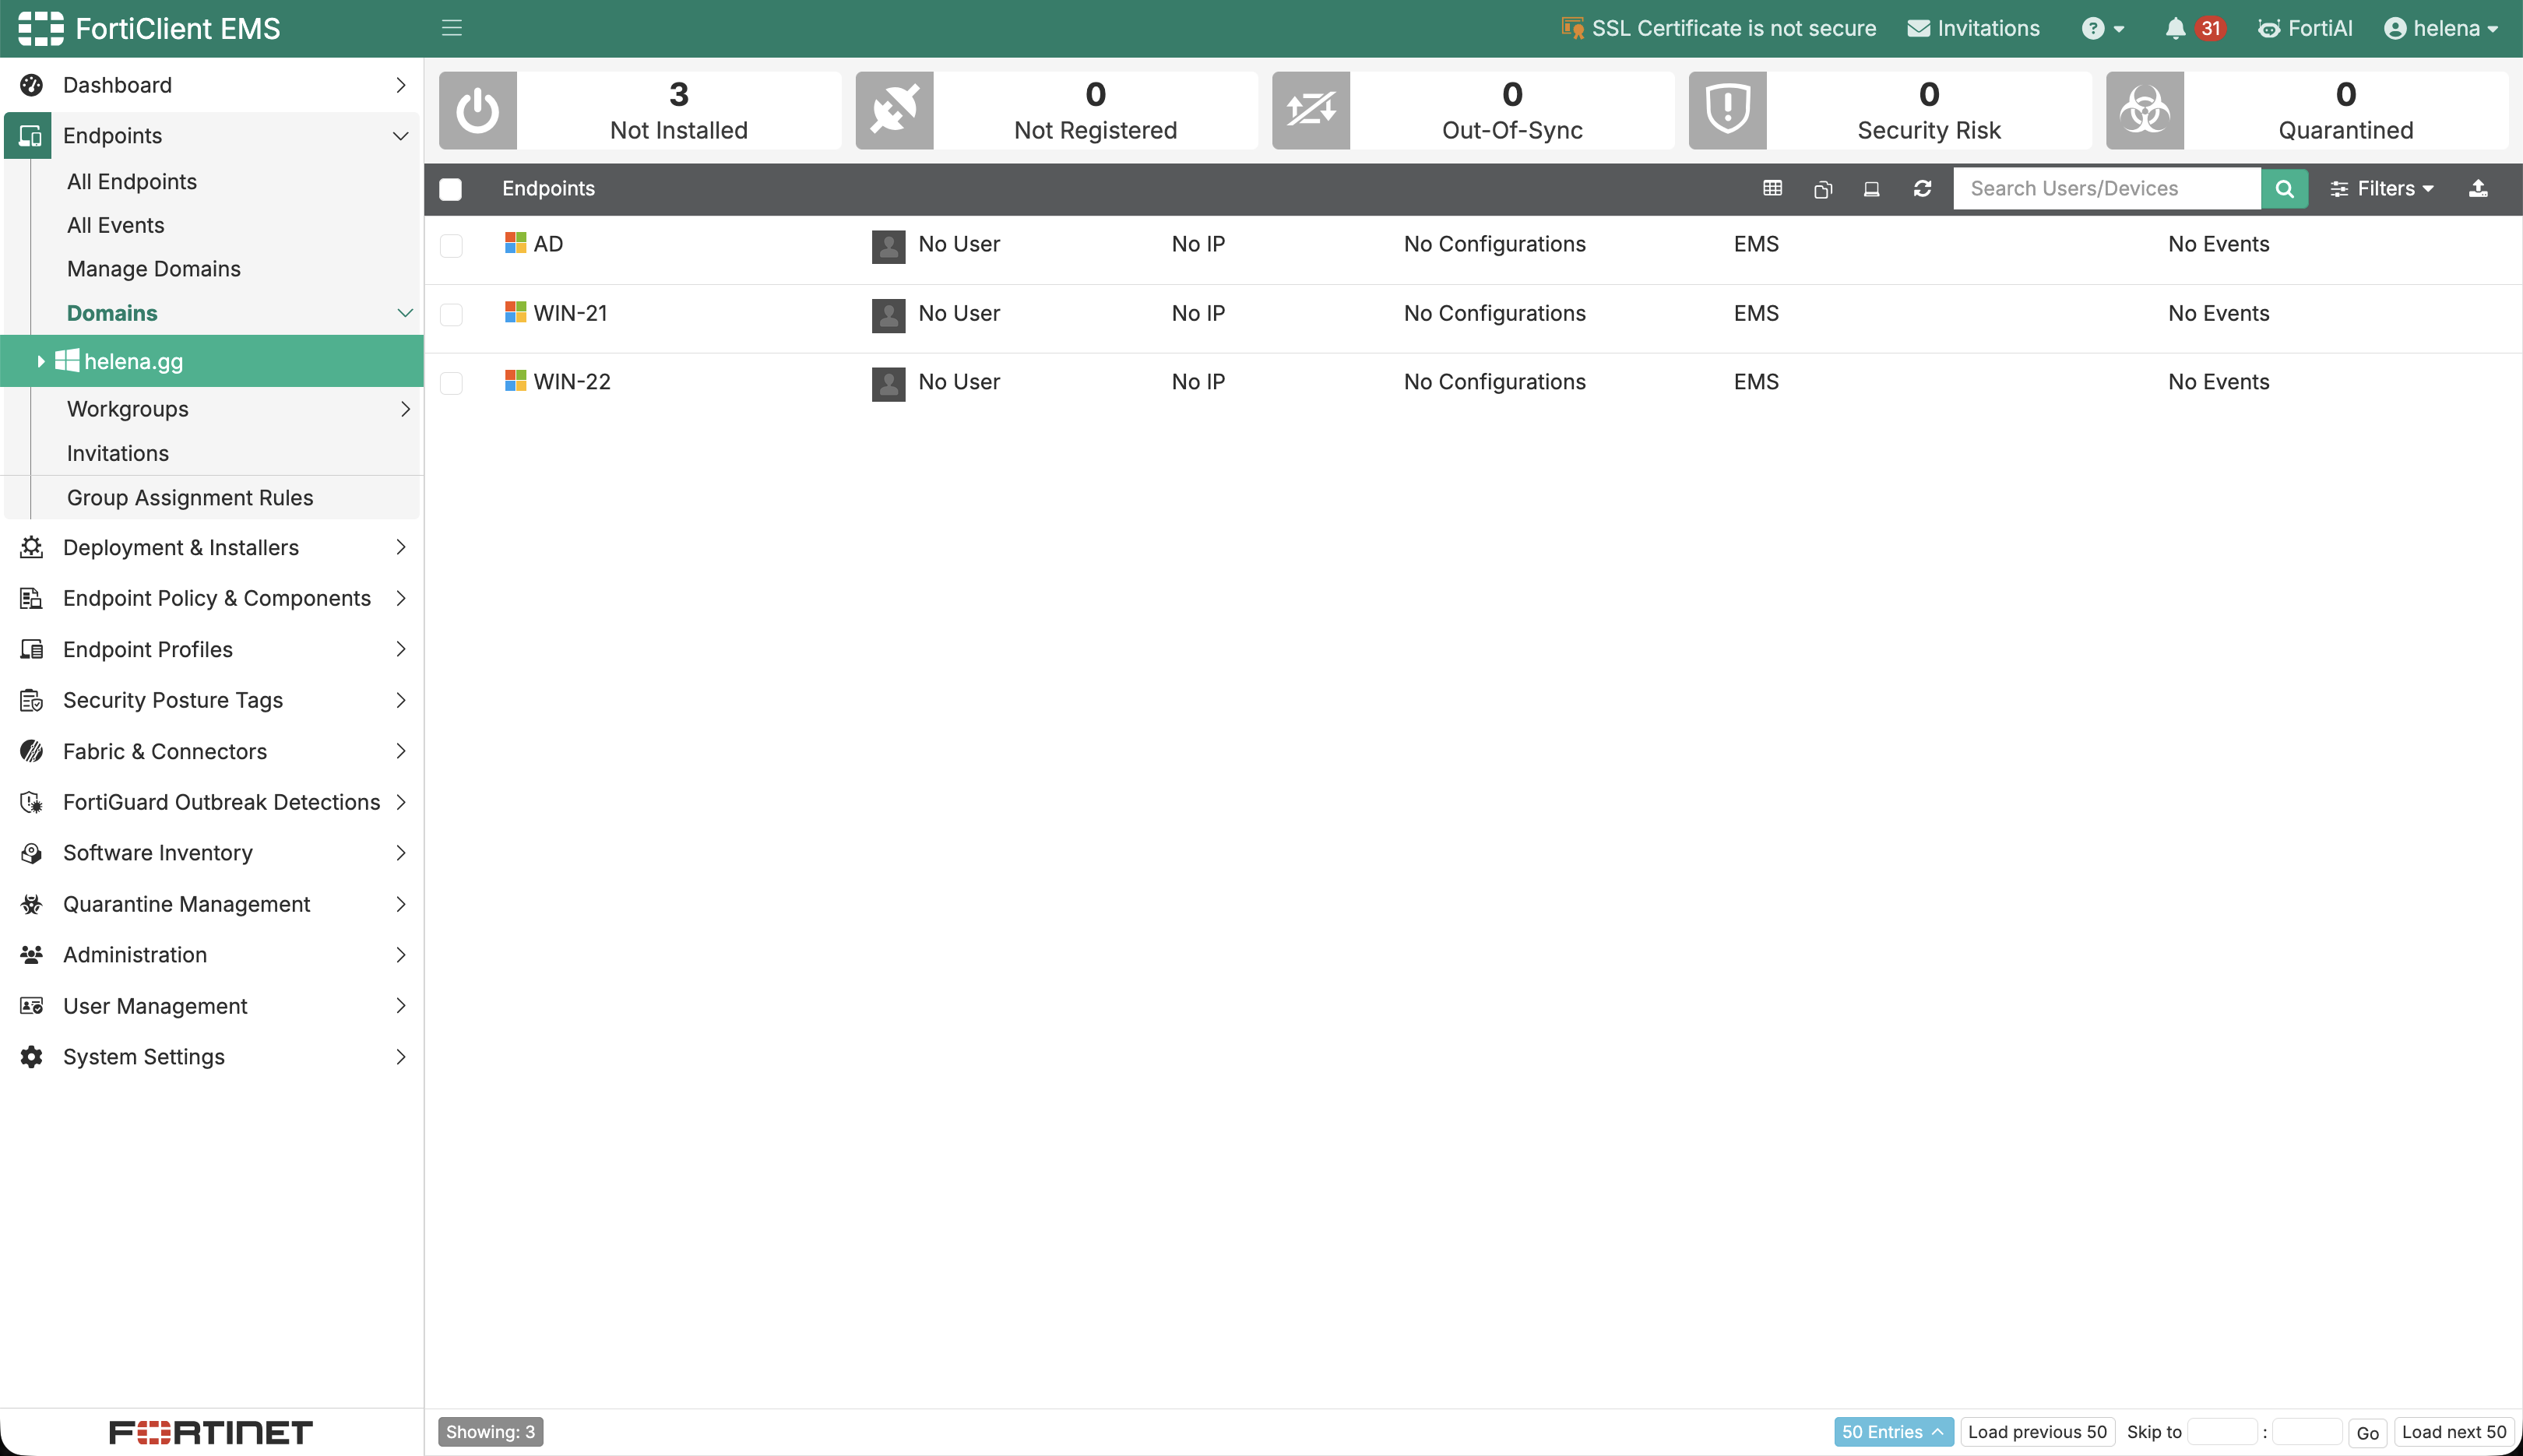 FortiClient EMS
SSL Certificate is not secure
Invitations
31
FortiAI
helena
Dashboard
Endpoints
All Endpoints
All Events
Manage Domains
Domains
helena.gg
Workgroups
Invitations
Group Assignment Rules
Deployment & Installers
Endpoint Policy & Components
Endpoint Profiles
Security Posture Tags
Fabric & Connectors
FortiGuard Outbreak Detections
Software Inventory
Quarantine Management
Administration
User Management
System Settings
FORTINET
3
Not Installed
0
Not Registered
0
Out-Of-Sync
0
Security Risk
0
Quarantined
Endpoints
Search Users/Devices
Filters
AD No User No IP No Configurations EMS No Events
WIN-21 No User No IP No Configurations EMS No Events
WIN-22 No User No IP No Configurations EMS No Events
Showing: 3
50 Entries
Load previous 50
Skip to :
Go
Load next 50